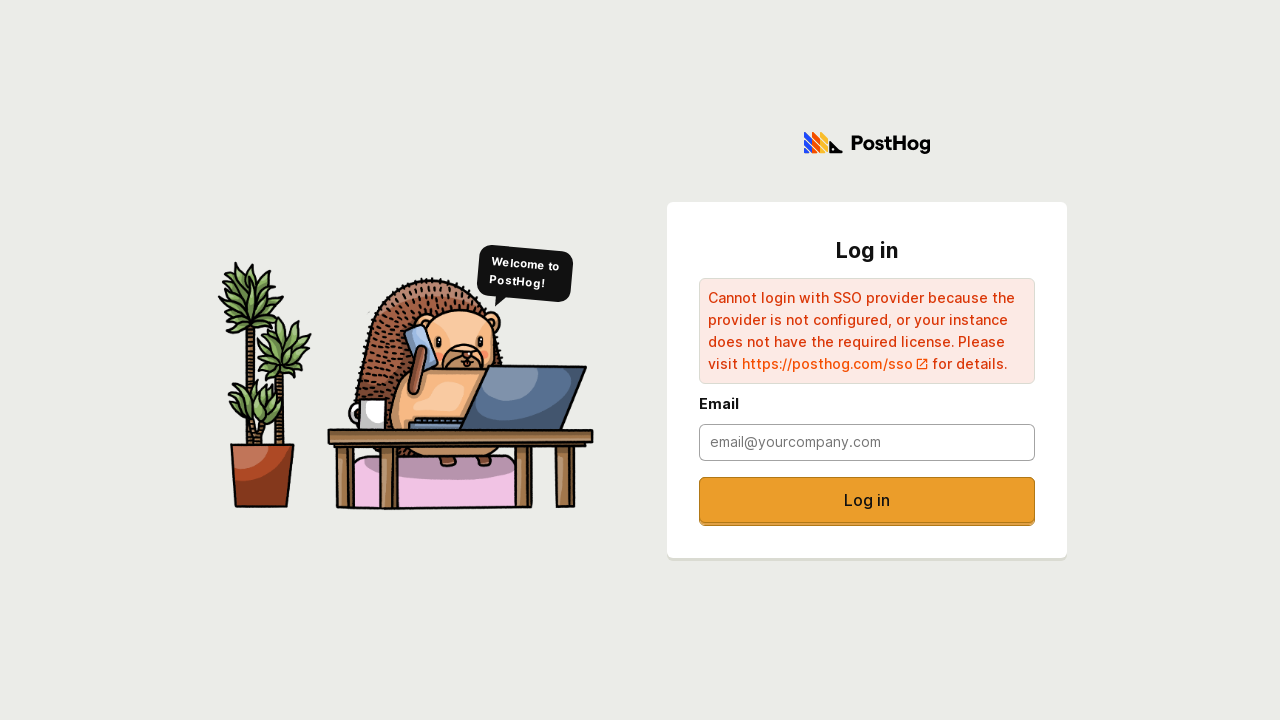 PostHog
Welcome to
PostHog!
Log in
Cannot login with SSO provider because the
provider is not configured, or your instance
does not have the required license. Please
visit https://posthog.com/sso for details.
Email
email@yourcompany.com
Log in